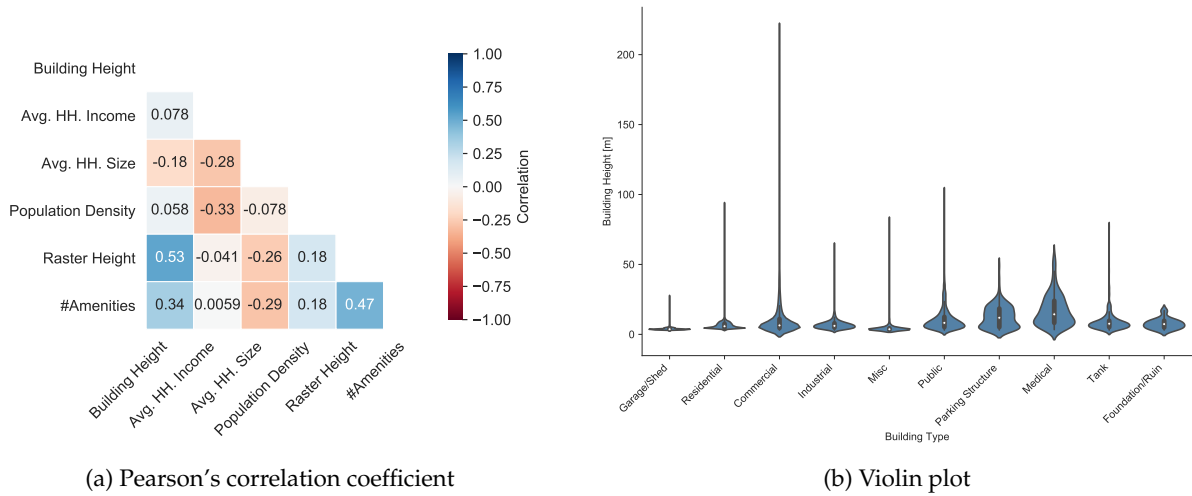 Building Height
Avg. HH. Income 0.078
Avg. HH. Size -0.18 -0.28
Population Density 0.058 -0.33 -0.078
Raster Height 0.53 -0.041 -0.26 0.18
#Amenities 0.34 0.0059 -0.29 0.18 0.47
Building Height
Avg. HH. Income
Avg. HH. Size
Population Density
Raster Height
#Amenities
1.00
0.75
0.50
0.25
0.00
−0.25
−0.50
−0.75
−1.00
Correlation
(a) Pearson's correlation coefficient
200
150
100
50
0
Building Height [m]
Garage/Shed
Residential
Commercial
Industrial
Misc
Public
Parking Structure
Medical
Tank
Foundation/Ruin
Building Type
(b) Violin plot